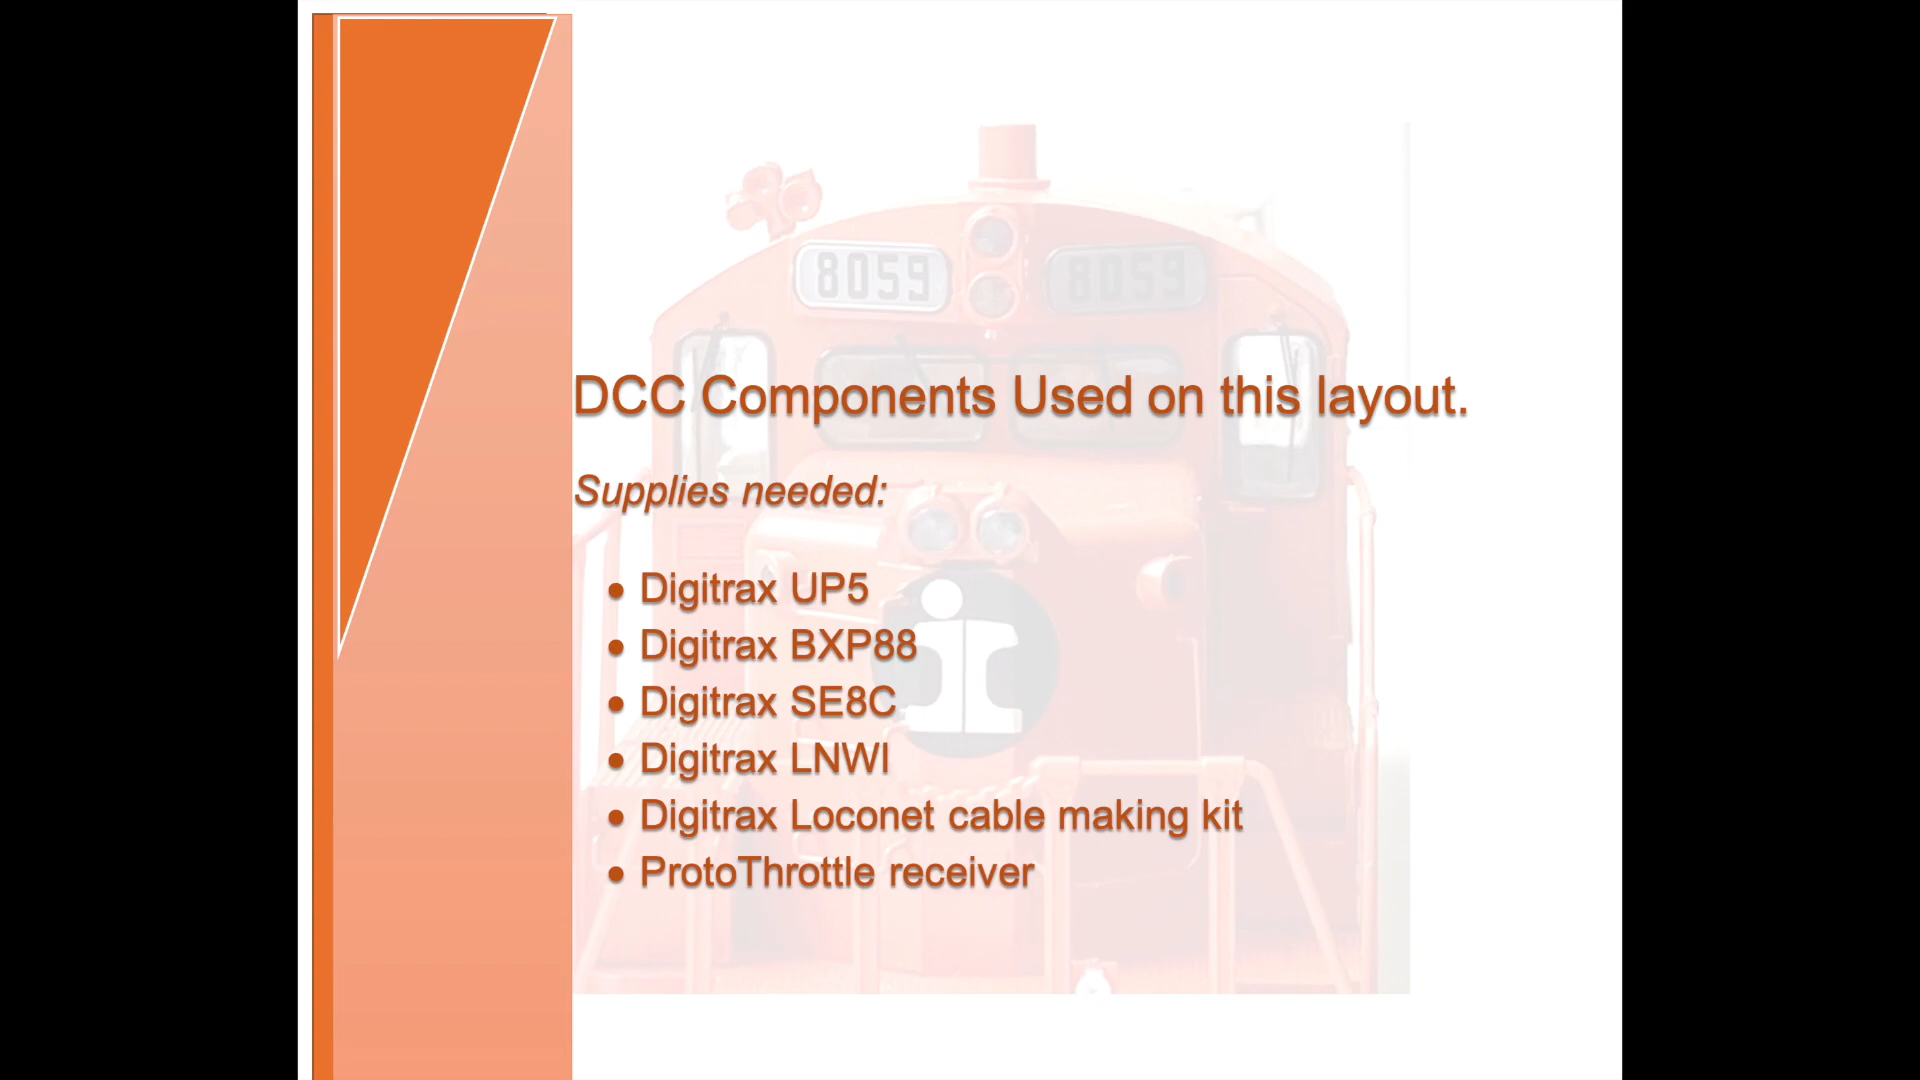 8059 8059
DCC Components Used on this layout.
Supplies needed:
• Digitrax UP5
• Digitrax BXP88
• Digitrax SE8C
• Digitrax LNWI
• Digitrax Loconet cable making kit
• ProtoThrottle receiver
i